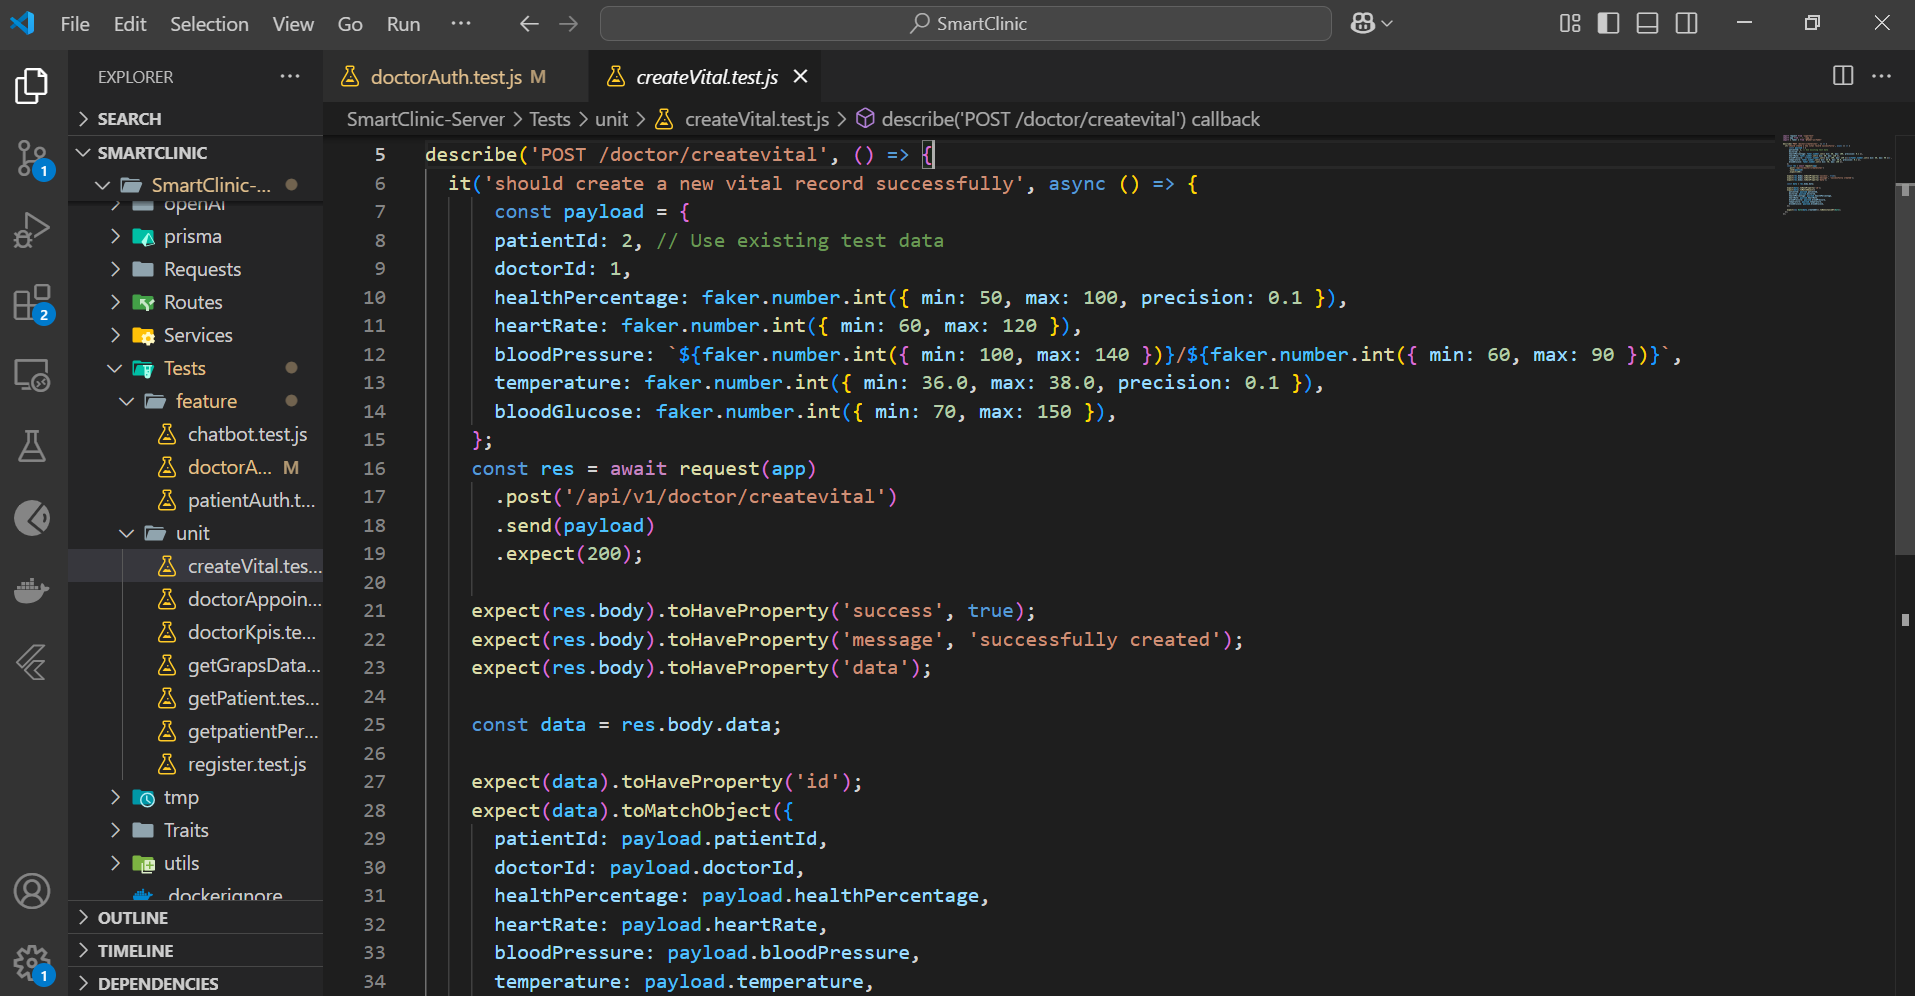 File Edit Selection View Go Run ··· SmartClinic
EXPLORER ···
SEARCH
SMARTCLINIC
SmartClinic-...
openAI
prisma
Requests
Routes
Services
Tests
feature
chatbot.test.js
doctorA... M
patientAuth.t...
unit
createVital.tes...
doctorAppoin...
doctorKpis.te...
getGrapsData...
getPatient.tes...
getpatientPer...
register.test.js
tmp
Traits
utils
.dockerignore
OUTLINE
TIMELINE
DEPENDENCIES
1
2
1
doctorAuth.test.js M createVital.test.js
SmartClinic-Server > Tests > unit > createVital.test.js > describe('POST /doctor/createvital') callback
5 describe('POST /doctor/createvital', () => {
6 it('should create a new vital record successfully', async () => {
7 const payload = {
8 patientId: 2, // Use existing test data
9 doctorId: 1,
10 healthPercentage: faker.number.int({ min: 50, max: 100, precision: 0.1 }),
11 heartRate: faker.number.int({ min: 60, max: 120 }),
12 bloodPressure: `${faker.number.int({ min: 100, max: 140 })}/${faker.number.int({ min: 60, max: 90 })}`,
13 temperature: faker.number.int({ min: 36.0, max: 38.0, precision: 0.1 }),
14 bloodGlucose: faker.number.int({ min: 70, max: 150 }),
15 };
16 const res = await request(app)
17 .post('/api/v1/doctor/createvital')
18 .send(payload)
19 .expect(200);
20
21 expect(res.body).toHaveProperty('success', true);
22 expect(res.body).toHaveProperty('message', 'successfully created');
23 expect(res.body).toHaveProperty('data');
24
25 const data = res.body.data;
26
27 expect(data).toHaveProperty('id');
28 expect(data).toMatchObject({
29 patientId: payload.patientId,
30 doctorId: payload.doctorId,
31 healthPercentage: payload.healthPercentage,
32 heartRate: payload.heartRate,
33 bloodPressure: payload.bloodPressure,
34 temperature: payload.temperature,